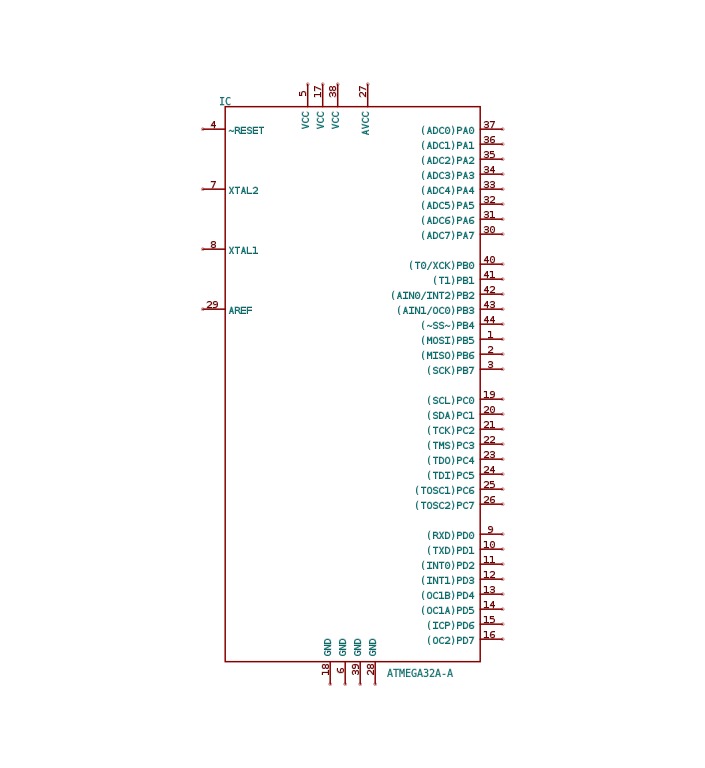 5 17 38 27
IC
VCC VCC VCC AVCC
4 ~RESET (ADC0)PA0 37
(ADC1)PA1 36
(ADC2)PA2 35
(ADC3)PA3 34
7 XTAL2 (ADC4)PA4 33
(ADC5)PA5 32
(ADC6)PA6 31
(ADC7)PA7 30
8 XTAL1
(T0/XCK)PB0 40
(T1)PB1 41
(AIN0/INT2)PB2 42
29 AREF (AIN1/OC0)PB3 43
(~SS~)PB4 44
(MOSI)PB5 1
(MISO)PB6 2
(SCK)PB7 3
(SCL)PC0 19
(SDA)PC1 20
(TCK)PC2 21
(TMS)PC3 22
(TDO)PC4 23
(TDI)PC5 24
(TOSC1)PC6 25
(TOSC2)PC7 26
(RXD)PD0 9
(TXD)PD1 10
(INT0)PD2 11
(INT1)PD3 12
(OC1B)PD4 13
(OC1A)PD5 14
(ICP)PD6 15
(OC2)PD7 16
GND GND GND GND
18 6 39 28
ATMEGA32A-A